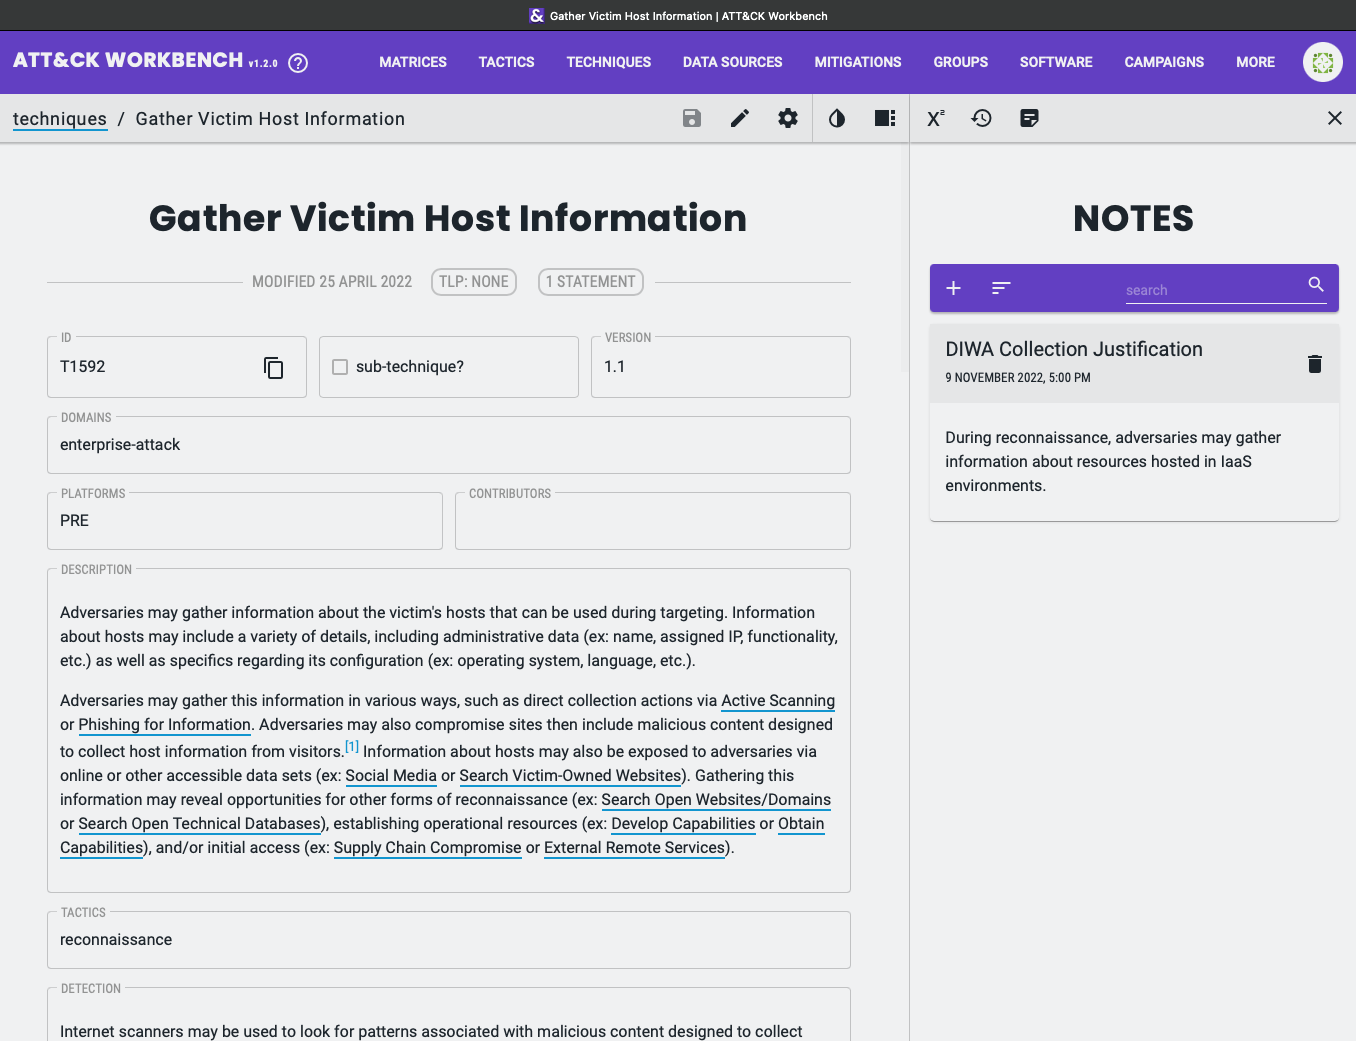 Gather Victim Host Information | ATT&CK Workbench
ATT&CK WORKBENCH v1.2.0
MATRICES TACTICS TECHNIQUES DATA SOURCES MITIGATIONS GROUPS SOFTWARE CAMPAIGNS MORE
techniques / Gather Victim Host Information
Gather Victim Host Information
MODIFIED 25 APRIL 2022 TLP: NONE 1 STATEMENT
ID
T1592
sub-technique?
VERSION
1.1
DOMAINS
enterprise-attack
PLATFORMS
PRE
CONTRIBUTORS
DESCRIPTION
Adversaries may gather information about the victim's hosts that can be used during targeting. Information
about hosts may include a variety of details, including administrative data (ex: name, assigned IP, functionality,
etc.) as well as specifics regarding its configuration (ex: operating system, language, etc.).
Adversaries may gather this information in various ways, such as direct collection actions via Active Scanning
or Phishing for Information. Adversaries may also compromise sites then include malicious content designed
to collect host information from visitors.[1] Information about hosts may also be exposed to adversaries via
online or other accessible data sets (ex: Social Media or Search Victim-Owned Websites). Gathering this
information may reveal opportunities for other forms of reconnaissance (ex: Search Open Websites/Domains
or Search Open Technical Databases), establishing operational resources (ex: Develop Capabilities or Obtain
Capabilities), and/or initial access (ex: Supply Chain Compromise or External Remote Services).
TACTICS
reconnaissance
DETECTION
Internet scanners may be used to look for patterns associated with malicious content designed to collect
NOTES
search
DIWA Collection Justification
9 NOVEMBER 2022, 5:00 PM
During reconnaissance, adversaries may gather
information about resources hosted in IaaS
environments.